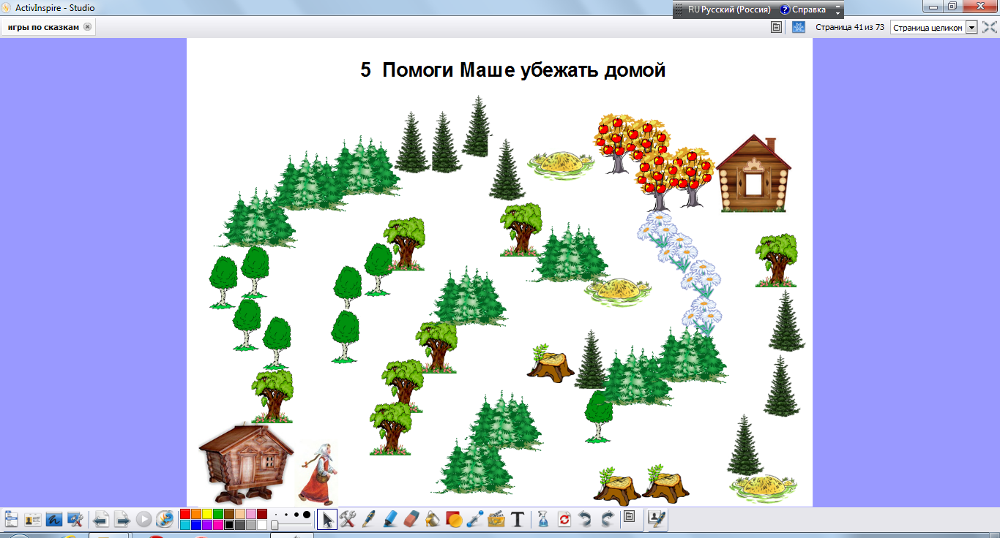 ActivInspire - Studio
RU Русский (Россия) Справка
игры по сказкам
Страница 41 из 73
Страница целиком
5 Помоги Маше убежать домой
T